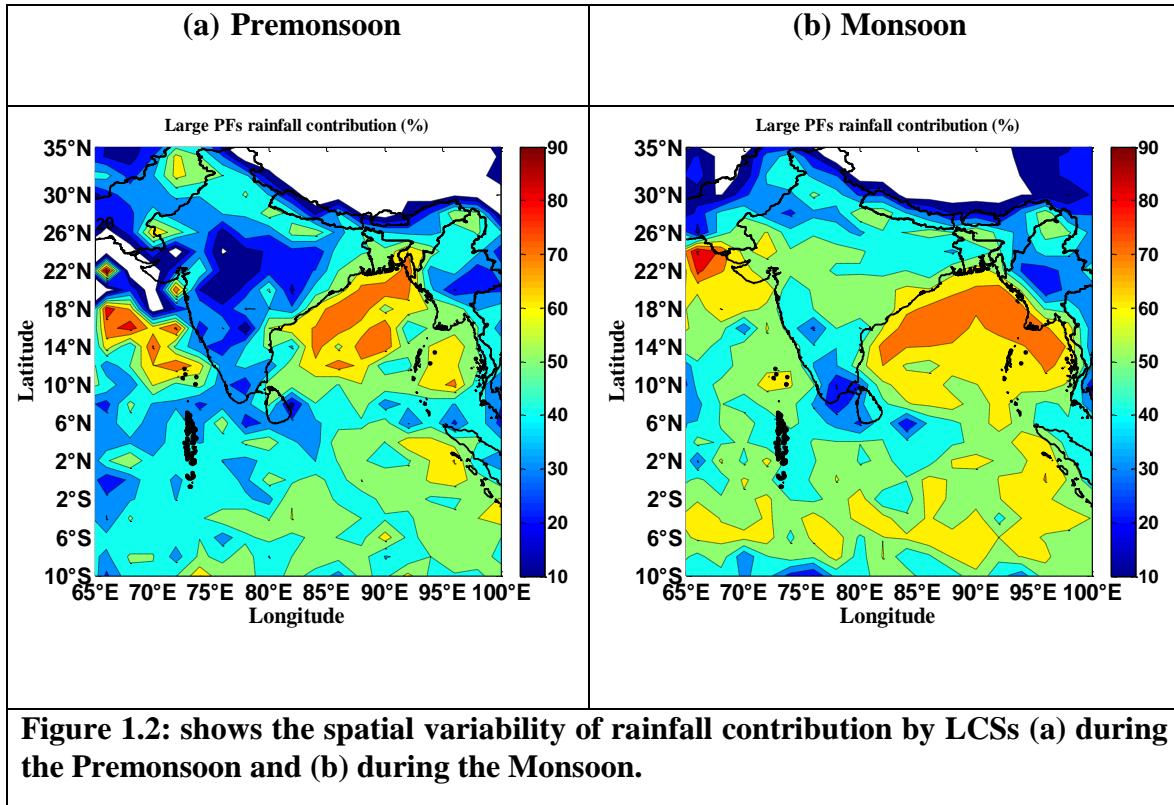 (a) Premonsoon
(b) Monsoon
Large PFs rainfall contribution (%)
35°N
30°N
26°N
22°N
18°N
14°N
10°N
6°N
2°N
2°S
6°S
10°S
Latitude
20
65°E 70°E 75°E 80°E 85°E 90°E 95°E 100°E
Longitude
90
80
70
60
50
40
30
20
10
Large PFs rainfall contribution (%)
35°N
30°N
26°N
22°N
18°N
14°N
10°N
6°N
2°N
2°S
6°S
10°S
Latitude
65°E 70°E 75°E 80°E 85°E 90°E 95°E 100°E
Longitude
90
80
70
60
50
40
30
20
10
Figure 1.2: shows the spatial variability of rainfall contribution by LCSs (a) during
the Premonsoon and (b) during the Monsoon.